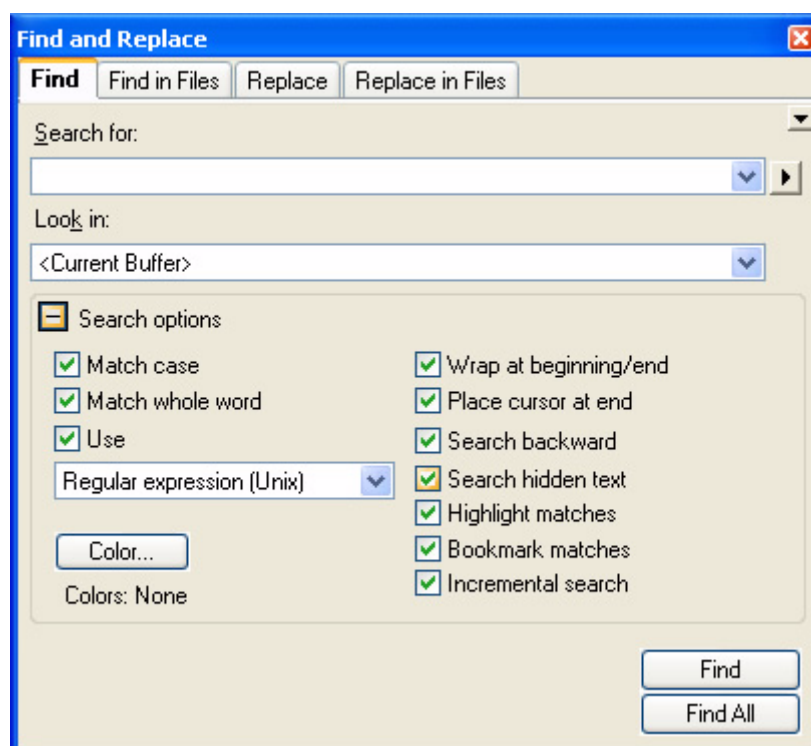 Find and Replace
Find
Find in Files
Replace
Replace in Files
Search for:
Look in:
<Current Buffer>
Search options
Match case
Match whole word
Use
Regular expression (Unix)
Color...
Colors: None
Wrap at beginning/end
Place cursor at end
Search backward
Search hidden text
Highlight matches
Bookmark matches
Incremental search
Find
Find All